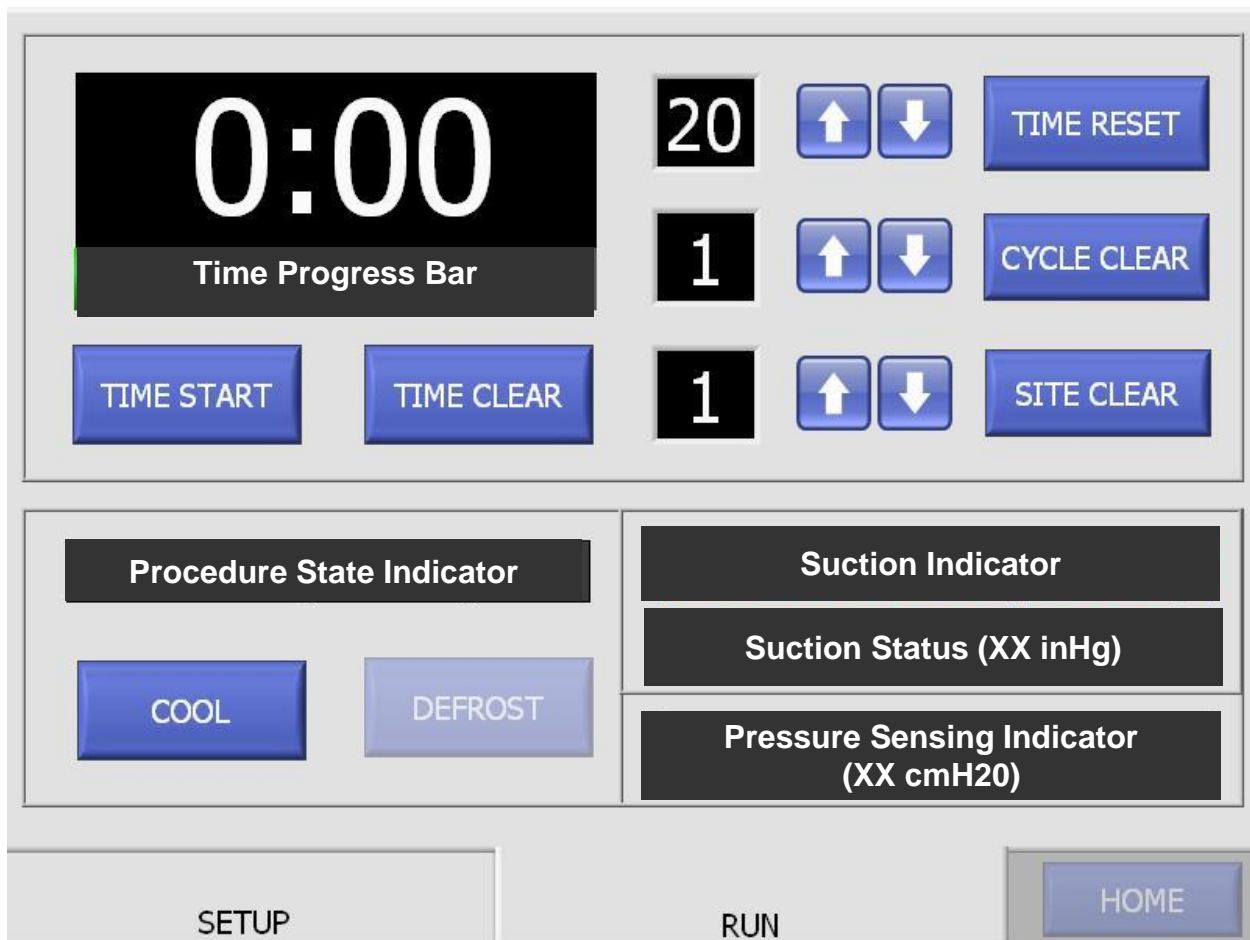 0:00
20
TIME RESET
Time Progress Bar
1
CYCLE CLEAR
TIME START
TIME CLEAR
1
SITE CLEAR
Procedure State Indicator
Suction Indicator
Suction Status (XX inHg)
COOL
DEFROST
Pressure Sensing Indicator
(XX cmH20)
SETUP
RUN
HOME